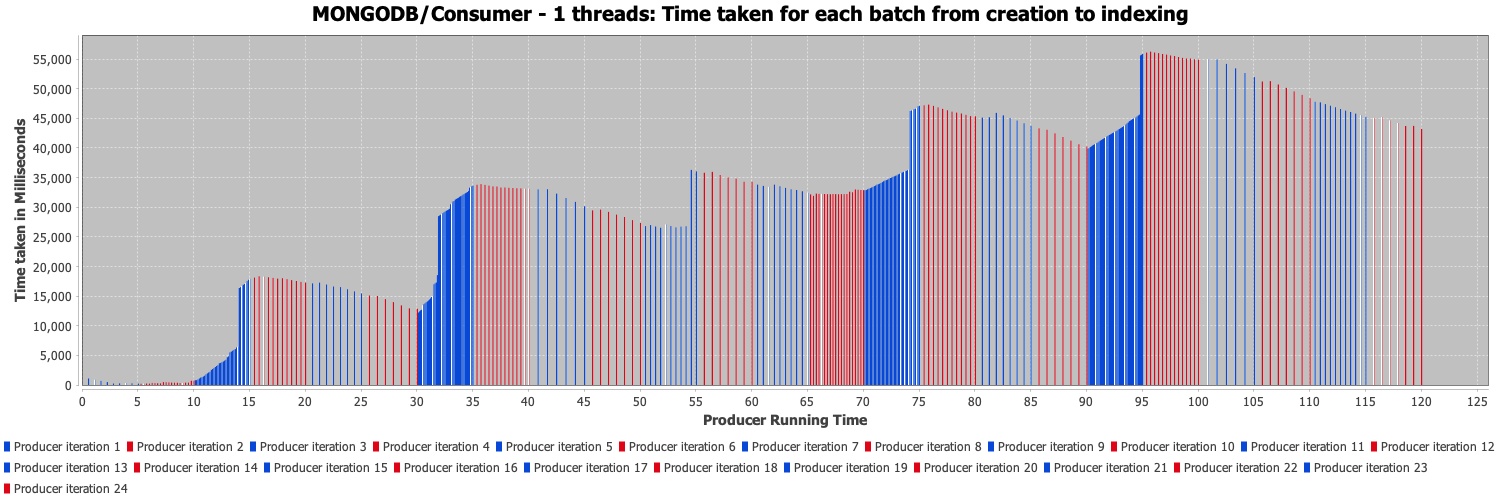 MONGODB/Consumer - 1 threads: Time taken for each batch from creation to indexing
Time taken in Milliseconds
55,000
50,000
45,000
40,000
35,000
30,000
25,000
20,000
15,000
10,000
5,000
0
0 5 10 15 20 25 30 35 40 45 50 55 60 65 70 75 80 85 90 95 100 105 110 115 120 125
Producer Running Time
Producer iteration 1 Producer iteration 2 Producer iteration 3 Producer iteration 4 Producer iteration 5 Producer iteration 6 Producer iteration 7 Producer iteration 8 Producer iteration 9 Producer iteration 10 Producer iteration 11 Producer iteration 12
Producer iteration 13 Producer iteration 14 Producer iteration 15 Producer iteration 16 Producer iteration 17 Producer iteration 18 Producer iteration 19 Producer iteration 20 Producer iteration 21 Producer iteration 22 Producer iteration 23
Producer iteration 24